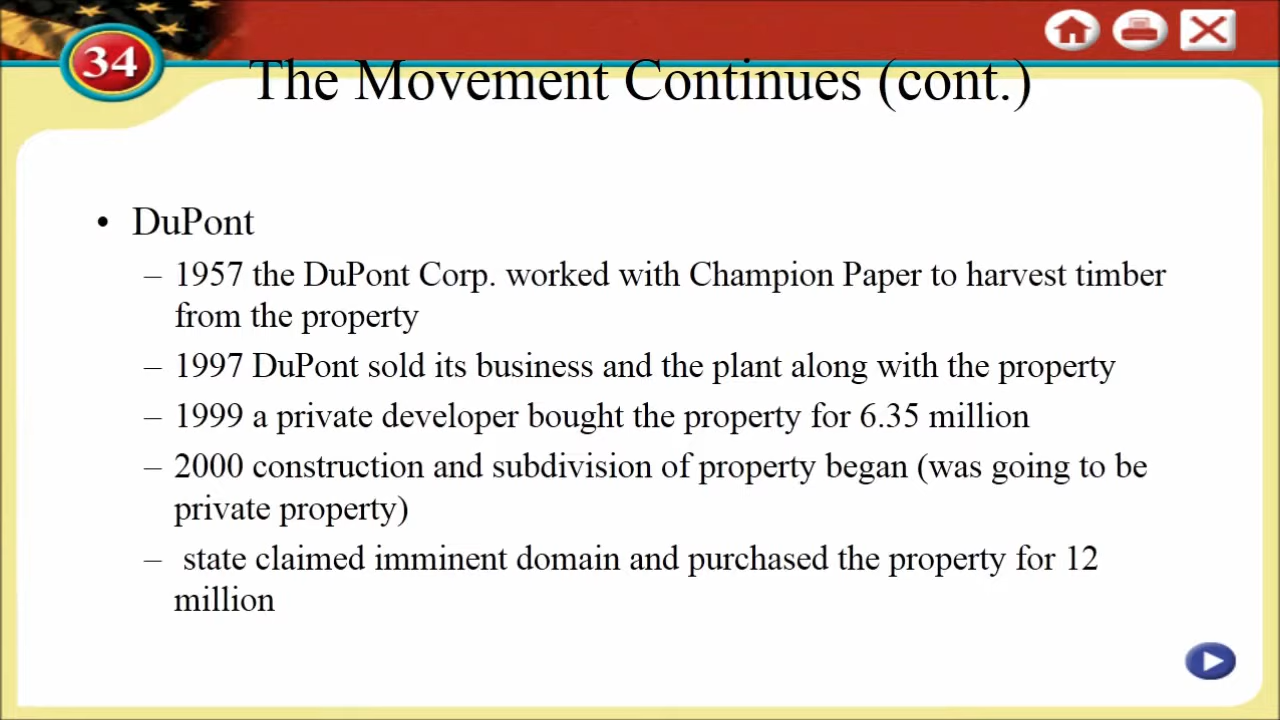 34
The Movement Continues (cont.)
• DuPont
– 1957 the DuPont Corp. worked with Champion Paper to harvest timber
from the property
– 1997 DuPont sold its business and the plant along with the property
– 1999 a private developer bought the property for 6.35 million
– 2000 construction and subdivision of property began (was going to be
private property)
– state claimed imminent domain and purchased the property for 12
million